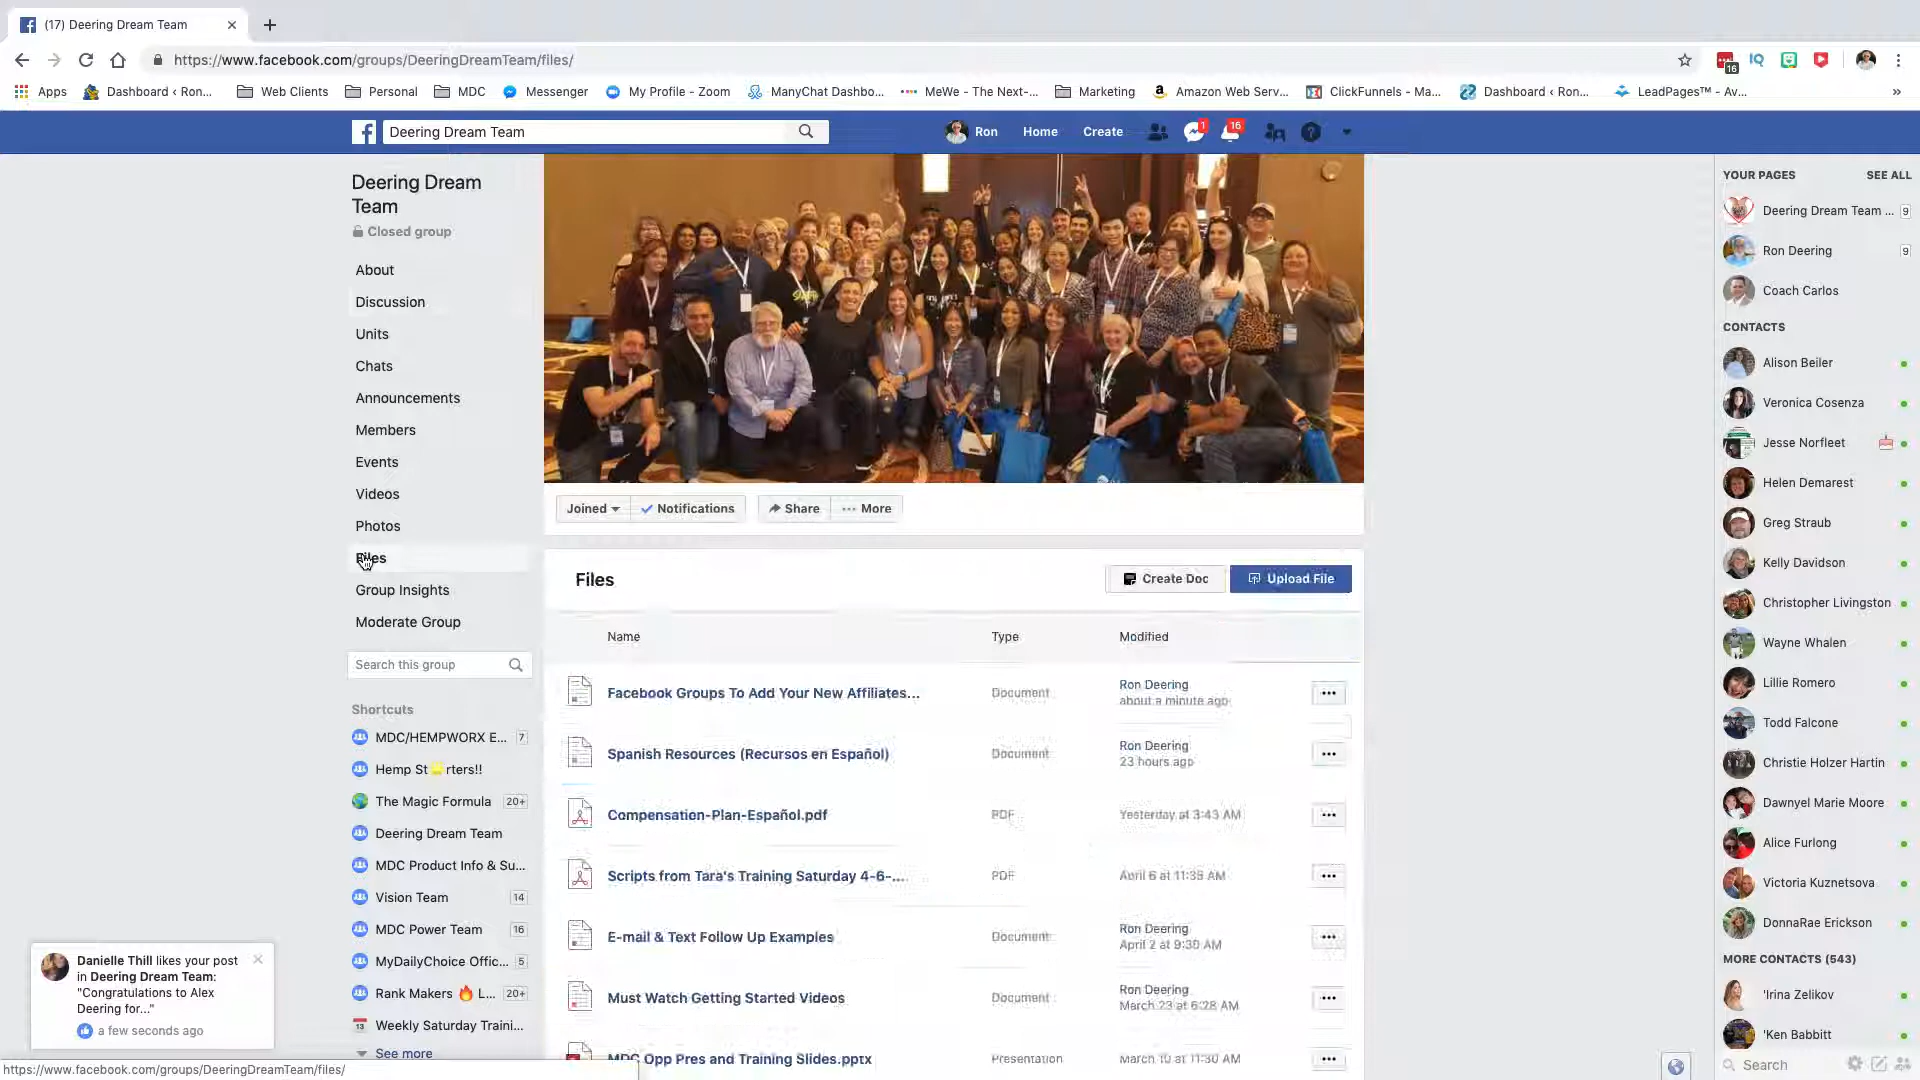 (17) Deering Dream Team
https://www.facebook.com/groups/DeeringDreamTeam/files/
16
Apps
Dashboard ‹ Ron...
Web Clients
Personal
MDC
Messenger
My Profile - Zoom
ManyChat Dashbo...
MeWe - The Next-...
Marketing
Amazon Web Serv...
ClickFunnels - Ma...
Dashboard ‹ Ron...
LeadPages™ - Av...
»
Deering Dream Team
Ron
Home
Create
1
16
Deering Dream
Team
Closed group
About
Discussion
Units
Chats
Announcements
Members
Events
Videos
Photos
Files
Group Insights
Moderate Group
Search this group
Shortcuts
MDC/HEMPWORX E... 7
Hemp St rters!!
The Magic Formula 20+
Deering Dream Team
MDC Product Info & Su...
Vision Team 14
MDC Power Team 16
MyDailyChoice Offic... 5
Rank Makers 🔥 L... 20+
13 Weekly Saturday Traini...
See more
Joined
Notifications
Share
More
Files
Create Doc
Upload File
Name Type Modified
Facebook Groups To Add Your New Affiliates... Document Ron Deering
about a minute ago
Spanish Resources (Recursos en Español) Document Ron Deering
23 hours ago
Compensation-Plan-Español.pdf PDF Yesterday at 3:43 AM
Scripts from Tara's Training Saturday 4-6-.... PDF April 6 at 11:35 AM
E-mail & Text Follow Up Examples Document Ron Deering
April 2 at 9:30 AM
Must Watch Getting Started Videos Document Ron Deering
March 23 at 6:28 AM
MDC Opp Pres and Training Slides.pptx Presentation March 10 at 11:30 AM
YOUR PAGES SEE ALL
Deering Dream Team ... 9
Ron Deering 9
Coach Carlos
CONTACTS
Alison Beiler
Veronica Cosenza
Jesse Norfleet
Helen Demarest
Greg Straub
Kelly Davidson
Christopher Livingston
Wayne Whalen
Lillie Romero
Todd Falcone
Christie Holzer Hartin
Dawnyel Marie Moore
Alice Furlong
Victoria Kuznetsova
DonnaRae Erickson
MORE CONTACTS (543)
'Irina Zelikov
'Ken Babbitt
Search
Danielle Thill likes your post
in Deering Dream Team:
"Congratulations to Alex
Deering for..."
a few seconds ago
https://www.facebook.com/groups/DeeringDreamTeam/files/